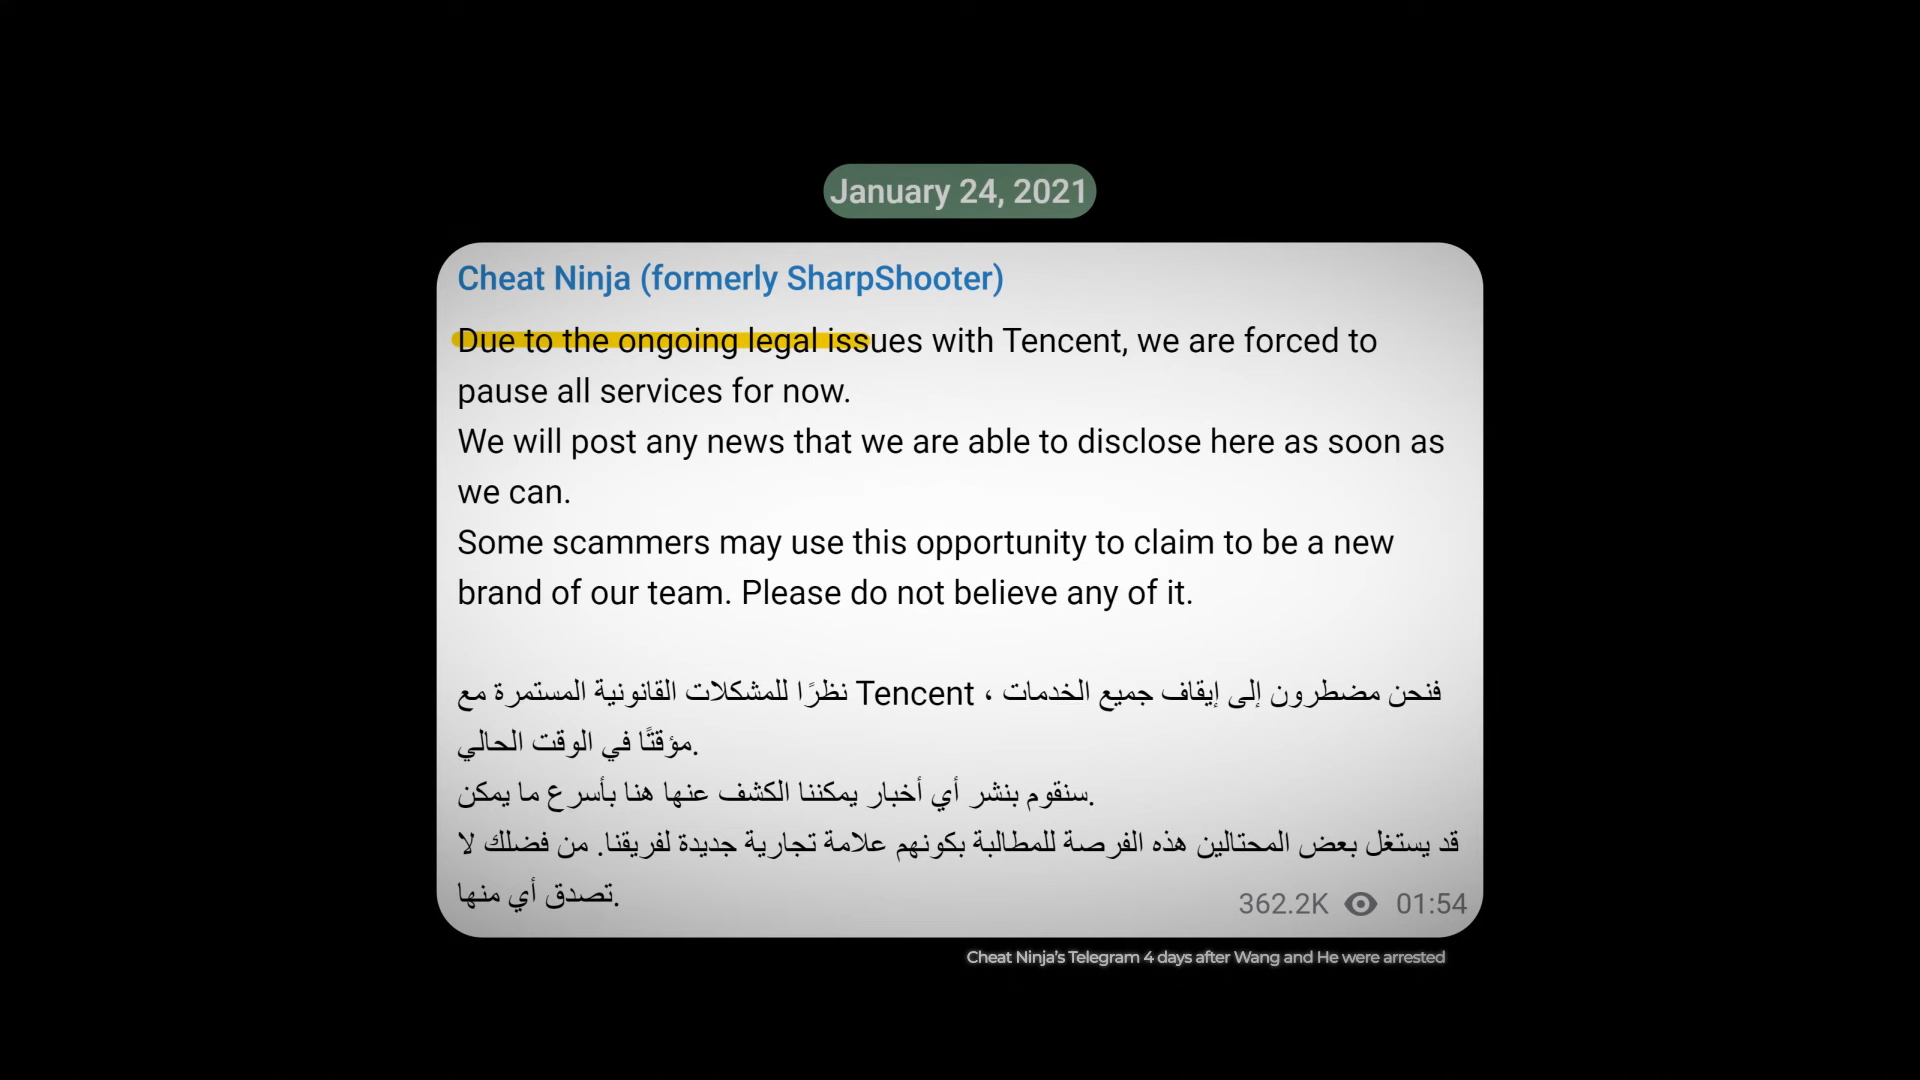 January 24, 2021
Cheat Ninja (formerly SharpShooter)
Due to the ongoing legal issues with Tencent, we are forced to
pause all services for now.
We will post any news that we are able to disclose here as soon as
we can.
Some scammers may use this opportunity to claim to be a new
brand of our team. Please do not believe any of it.
نظرًا للمشكلات القانونية المستمرة مع Tencent ، فنحن مضطرون إلى إيقاف جميع الخدمات
مؤقتًا في الوقت الحالي.
سنقوم بنشر أي أخبار يمكننا الكشف عنها هنا بأسرع ما يمكن.
قد يستغل بعض المحتالين هذه الفرصة للمطالبة بكونهم علامة تجارية جديدة لفريقنا. من فضلك لا
تصدق أي منها.
362.2K 01:54
Cheat Ninja's Telegram 4 days after Wang and He were arrested